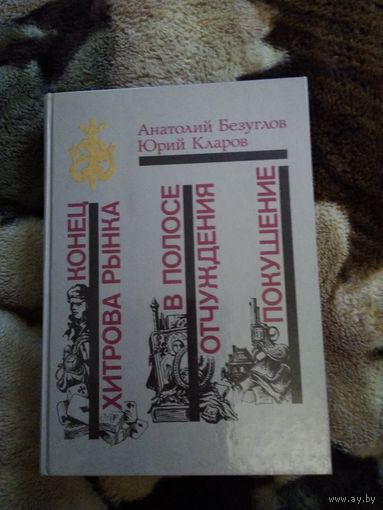 Анатолий Безуглов
Юрий Кларов
КОНЕЦ
ХИТРОВА РЫНКА
В ПОЛОСЕ
ОТЧУЖДЕНИЯ
ПОКУШЕНИЕ
www.ay.by